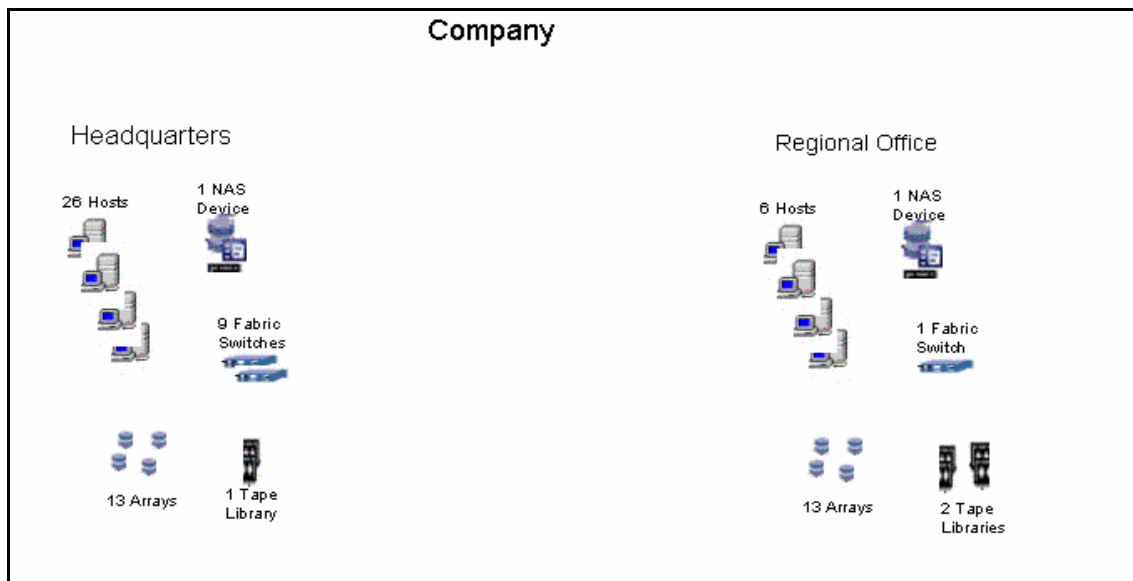 Company
Headquarters
26 Hosts
1 NAS
Device
9 Fabric
Switches
13 Arrays
1 Tape
Library
Regional Office
6 Hosts
1 NAS
Device
1 Fabric
Switch
13 Arrays
2 Tape
Libraries